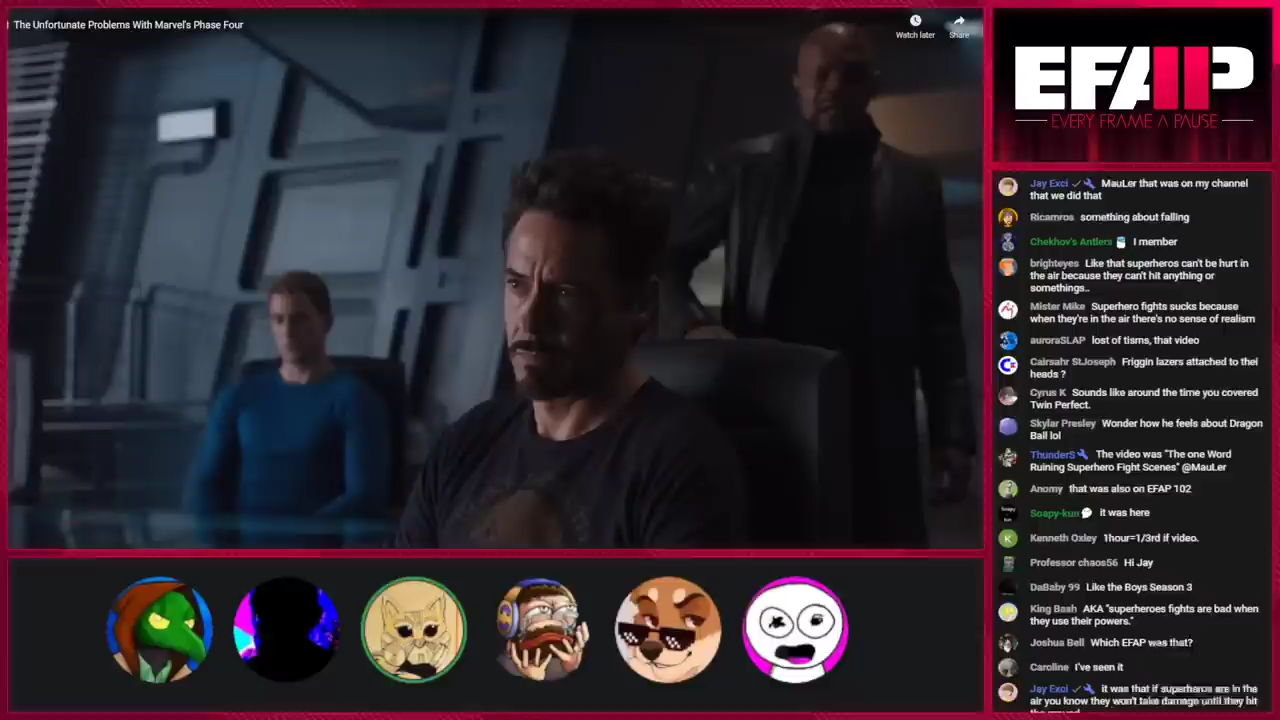 The Unfortunate Problems With Marvel's Phase Four
Watch later
Share
EFAP
EVERY FRAME A PAUSE
Jay Exci MauLer that was on my channel
that we did that
Ricamros something about falling
Chekhov's Antlers I member
brighteyes Like that superheros can't be hurt in
the air because they can't hit anything or
somethings..
Mister Mike Superhero fights sucks because
when they're in the air there's no sense of realism
auroraSLAP lost of tisms, that video
Cairsahr StJoseph Friggin lazers attached to thei
heads ?
Cyrus K Sounds like around the time you covered
Twin Perfect.
Skylar Presley Wonder how he feels about Dragon
Ball lol
ThunderS The video was "The one Word
Ruining Superhero Fight Scenes" @MauLer
Anomy that was also on EFAP 102
Soapy-kun it was here
Kenneth Oxley 1hour=1/3rd if video.
Professor chaos56 Hi Jay
DaBaby 99 Like the Boys Season 3
King Baah AKA "superheroes fights are bad when
they use their powers."
Joshua Bell Which EFAP was that?
Caroline I've seen it
Jay Exci it was that if superheros are in the
air you know they won't take damage until they hit
the ground